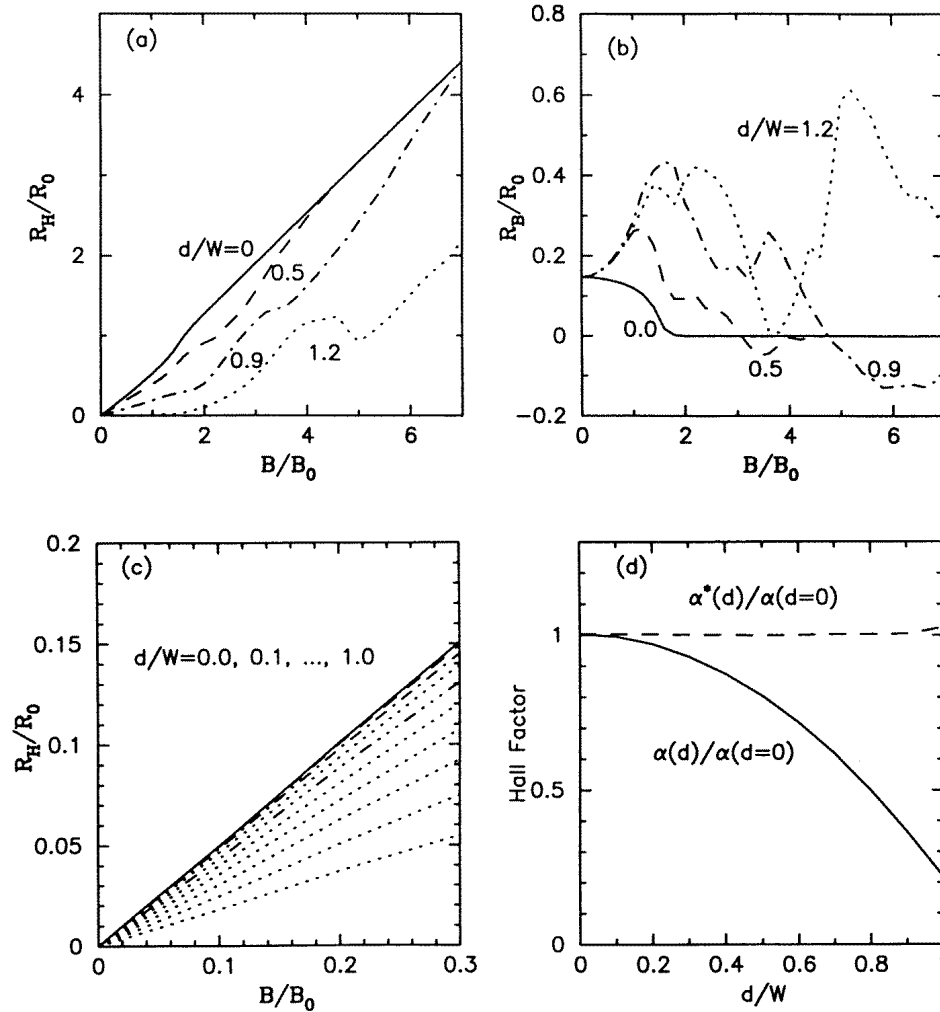 (a)
R_H/R_0
4
2
0
d/W=0
0.5
0.9
1.2
0 2 4 6
B/B_0
(b)
R_B/R_0
0.8
0.6
0.4
0.2
0
−0.2
d/W=1.2
0.0
0.5
0.9
0 2 4 6
B/B_0
(c)
R_H/R_0
0.2
0.15
0.1
0.05
0
d/W=0.0, 0.1, ..., 1.0
0 0.1 0.2 0.3
B/B_0
(d)
Hall Factor
1
0.5
0
α*(d)/α(d=0)
α(d)/α(d=0)
0 0.2 0.4 0.6 0.8
d/W